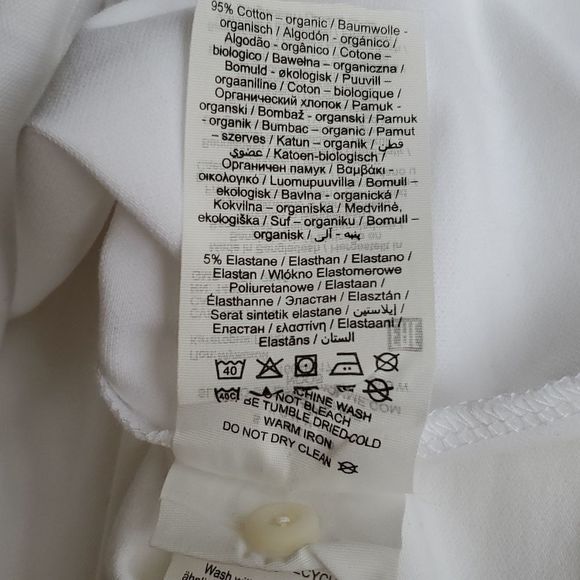 95% Cotton – organic / Baumwolle -
organisch / Algodón - orgánico /
Algodão - orgânico / Cotone –
biologico / Bawełna – organiczna /
Bomuld - økologisk / Puuvill –
orgaaniline / Coton – biologique /
Органический хлопок / Pamuk -
organski / Bombaž - organski / Pamuk
- organik / Bumbac – organic / Pamut
– szerves / Katun – organik / قطن
عضوي / Katoen-biologisch /
Органичен памук / Βαμβάκι -
οικολογικό / Luomupuuvilla / Bomull –
ekologisk / Bavlna - organická /
Kokvilna – organiska / Medvilnė,
ekologiška / Suf – organiku / Bomull –
organisk / پنبه - آلی
5% Elastane / Elasthan / Elastano /
Elastan / Włókno Elastomerowe
Poliuretanowe / Elastaan /
Élasthanne / Эластан / Elasztán /
Serat sintetik elastane / إيلاستين /
Еластан / ελαστίνη / Elastaani /
Elastāns / الستان
40
40C
CHINE WASH
NOT BLEACH
BE TUMBLE DRIED-COLD
WARM IRON
DO NOT DRY CLEAN
Wash wit